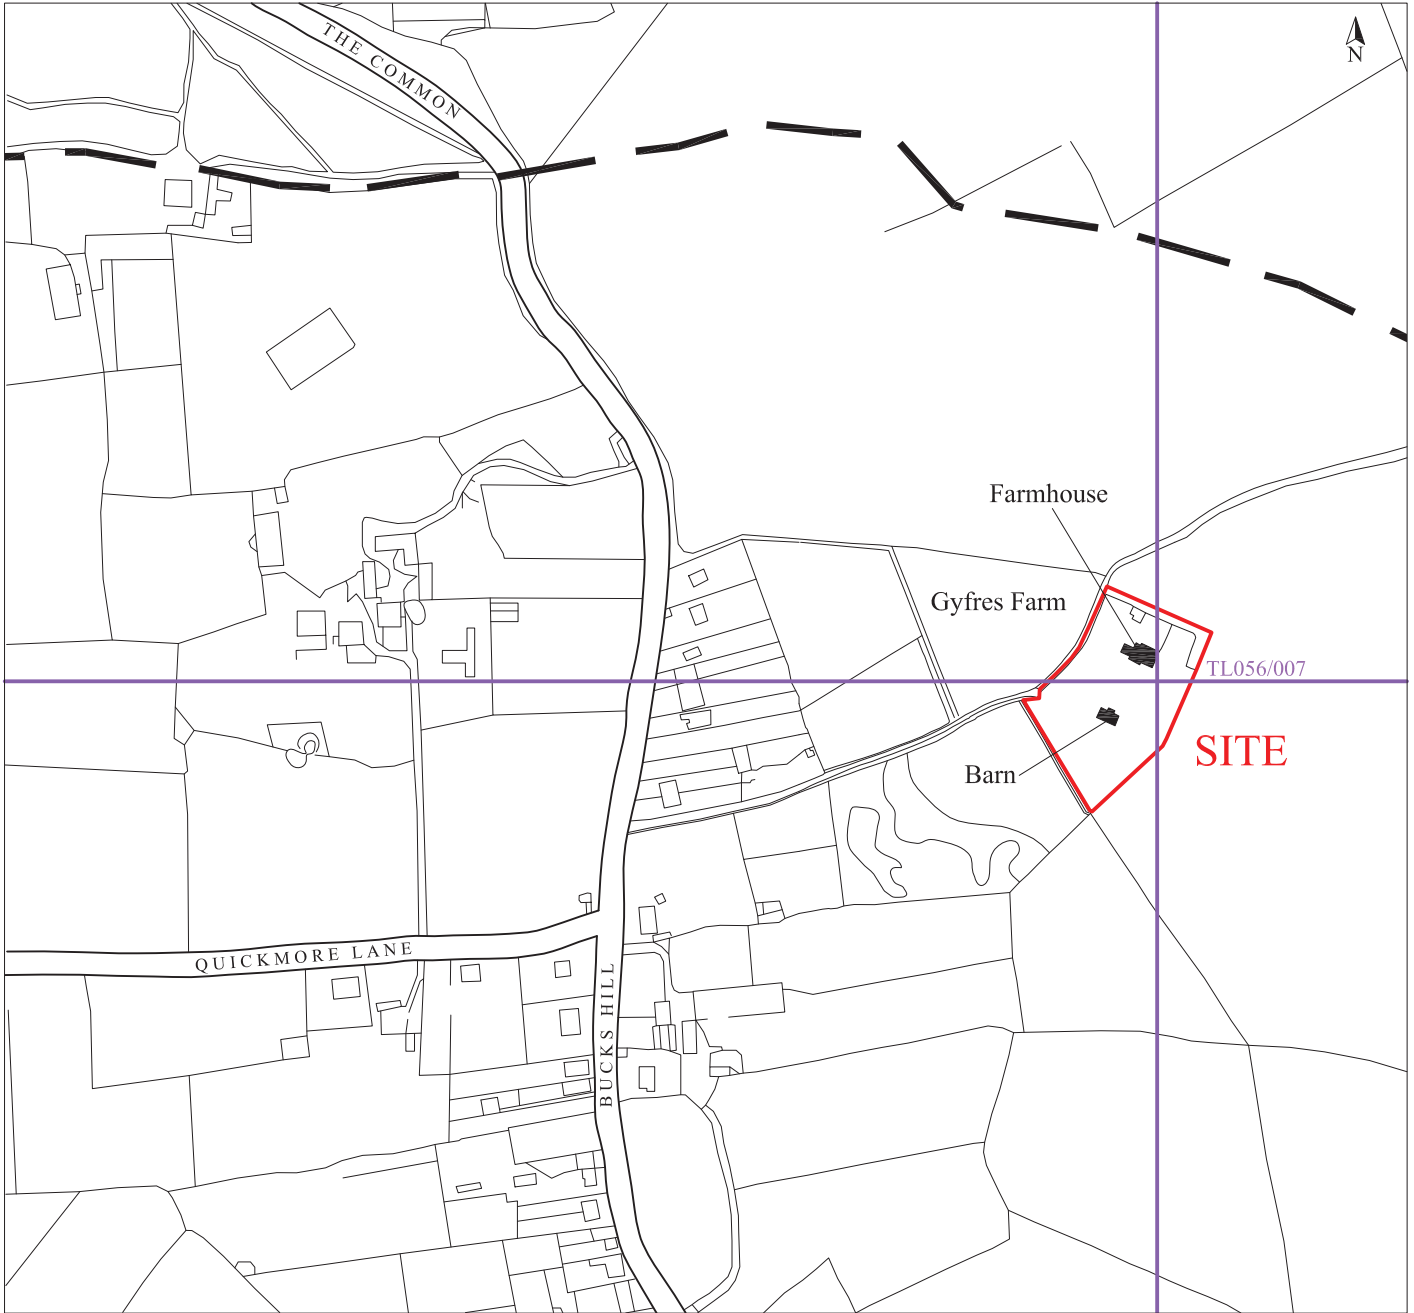 THE COMMON
N
Farmhouse
Gyfres Farm
TL056/007
SITE
Barn
QUICKMORE LANE
BUCKS HILL